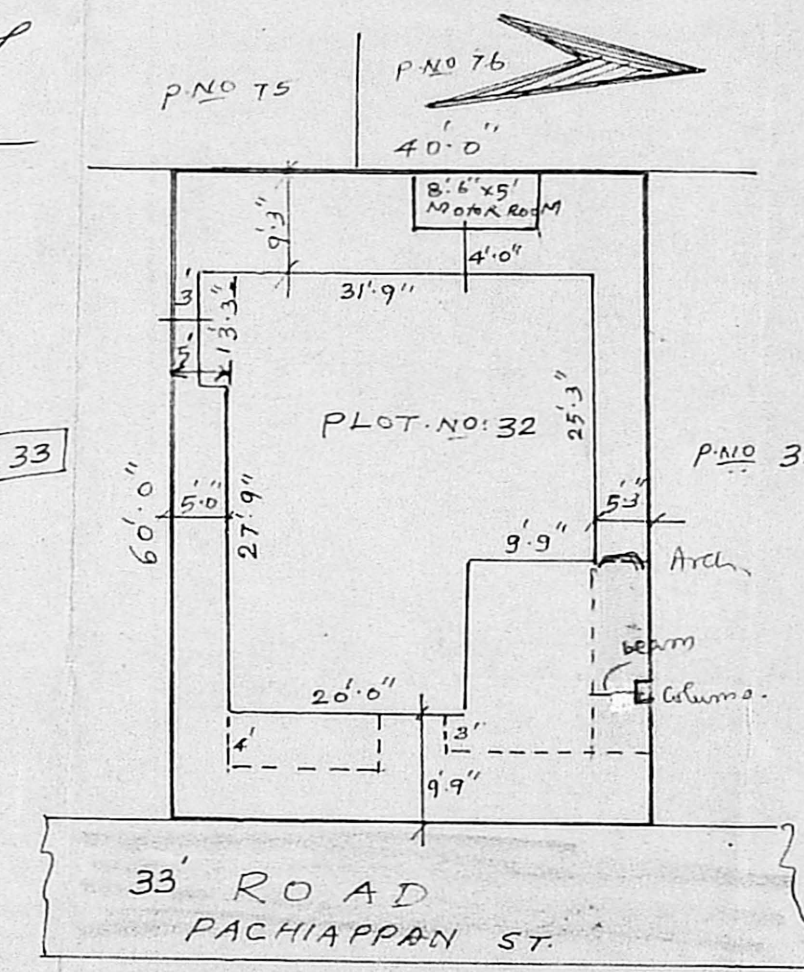 P.NO 75
P.NO 76
40'.0"
8'.6"x5'
MOTOR ROOM
9'.3"
4'.0"
31'.9"
3'
13'.3"
5'
PLOT.NO: 32
25'.3"
33
P.NO 3
60'.0"
5'.0"
27'.9"
9'.9"
5'.3"
Arch
beam
Column.
20'.0"
4'
3'
9'.9"
33' ROAD
PACHIAPPAN ST.